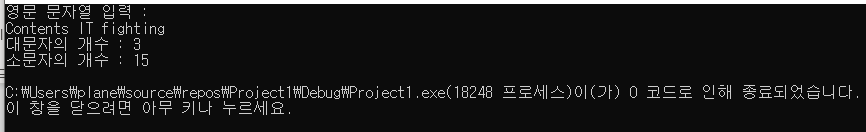 영문 문자열 입력 :
Contents IT fighting
대문자의 개수 : 3
소문자의 개수 : 15
C:₩Users₩plane₩source₩repos₩Project1₩Debug₩Project1.exe(18248 프로세스)이(가) 0 코드로 인해 종료되었습니다.
이 창을 닫으려면 아무 키나 누르세요.